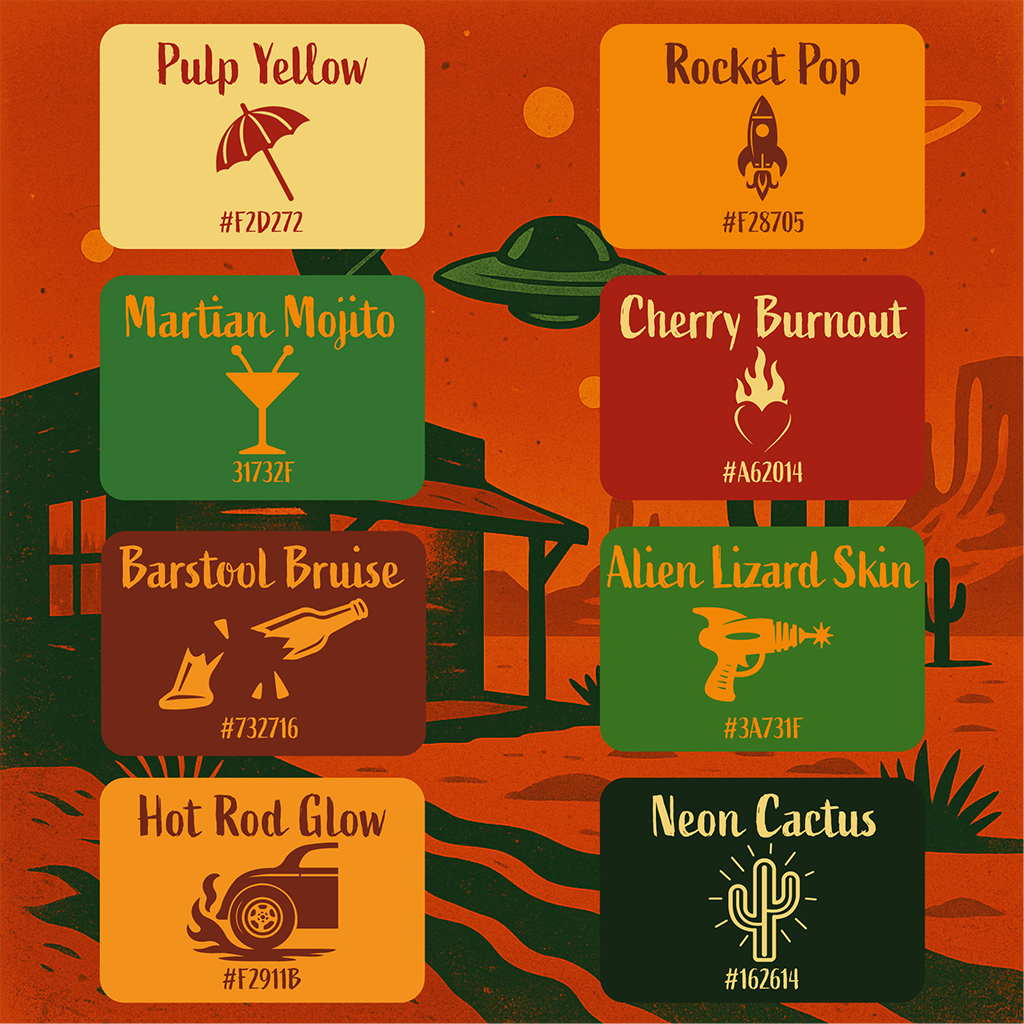 Pulp Yellow
#F2D272
Rocket Pop
#F28705
Martian Mojito
31732F
Cherry Burnout
#A62014
Barstool Bruise
#732716
Alien Lizard Skin
#3A731F
Hot Rod Glow
#F2911B
Neon Cactus
#162614